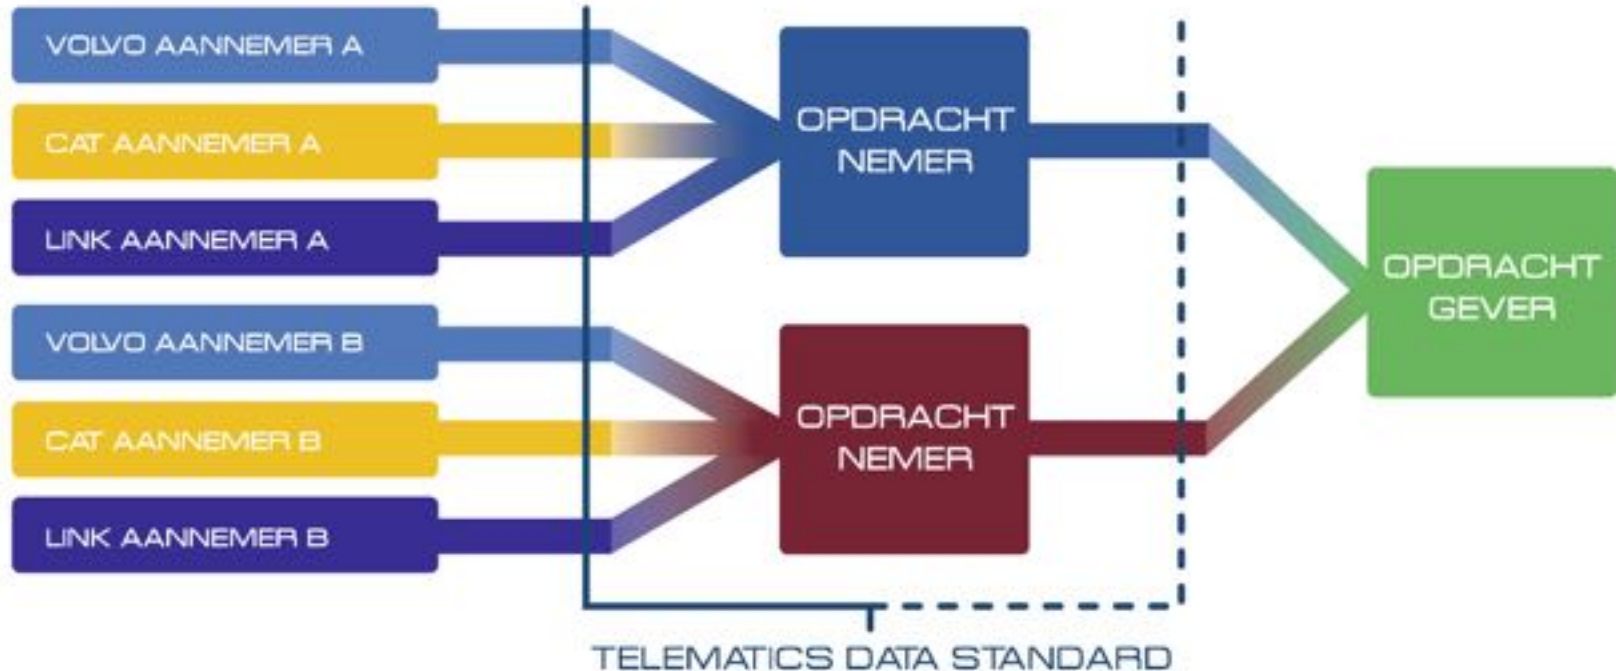 VOLVO AANNEMER A
CAT AANNEMER A
LINK AANNEMER A
VOLVO AANNEMER B
CAT AANNEMER B
LINK AANNEMER B
OPDRACHT
NEMER
OPDRACHT
NEMER
OPDRACHT
GEVER
TELEMATICS DATA STANDARD